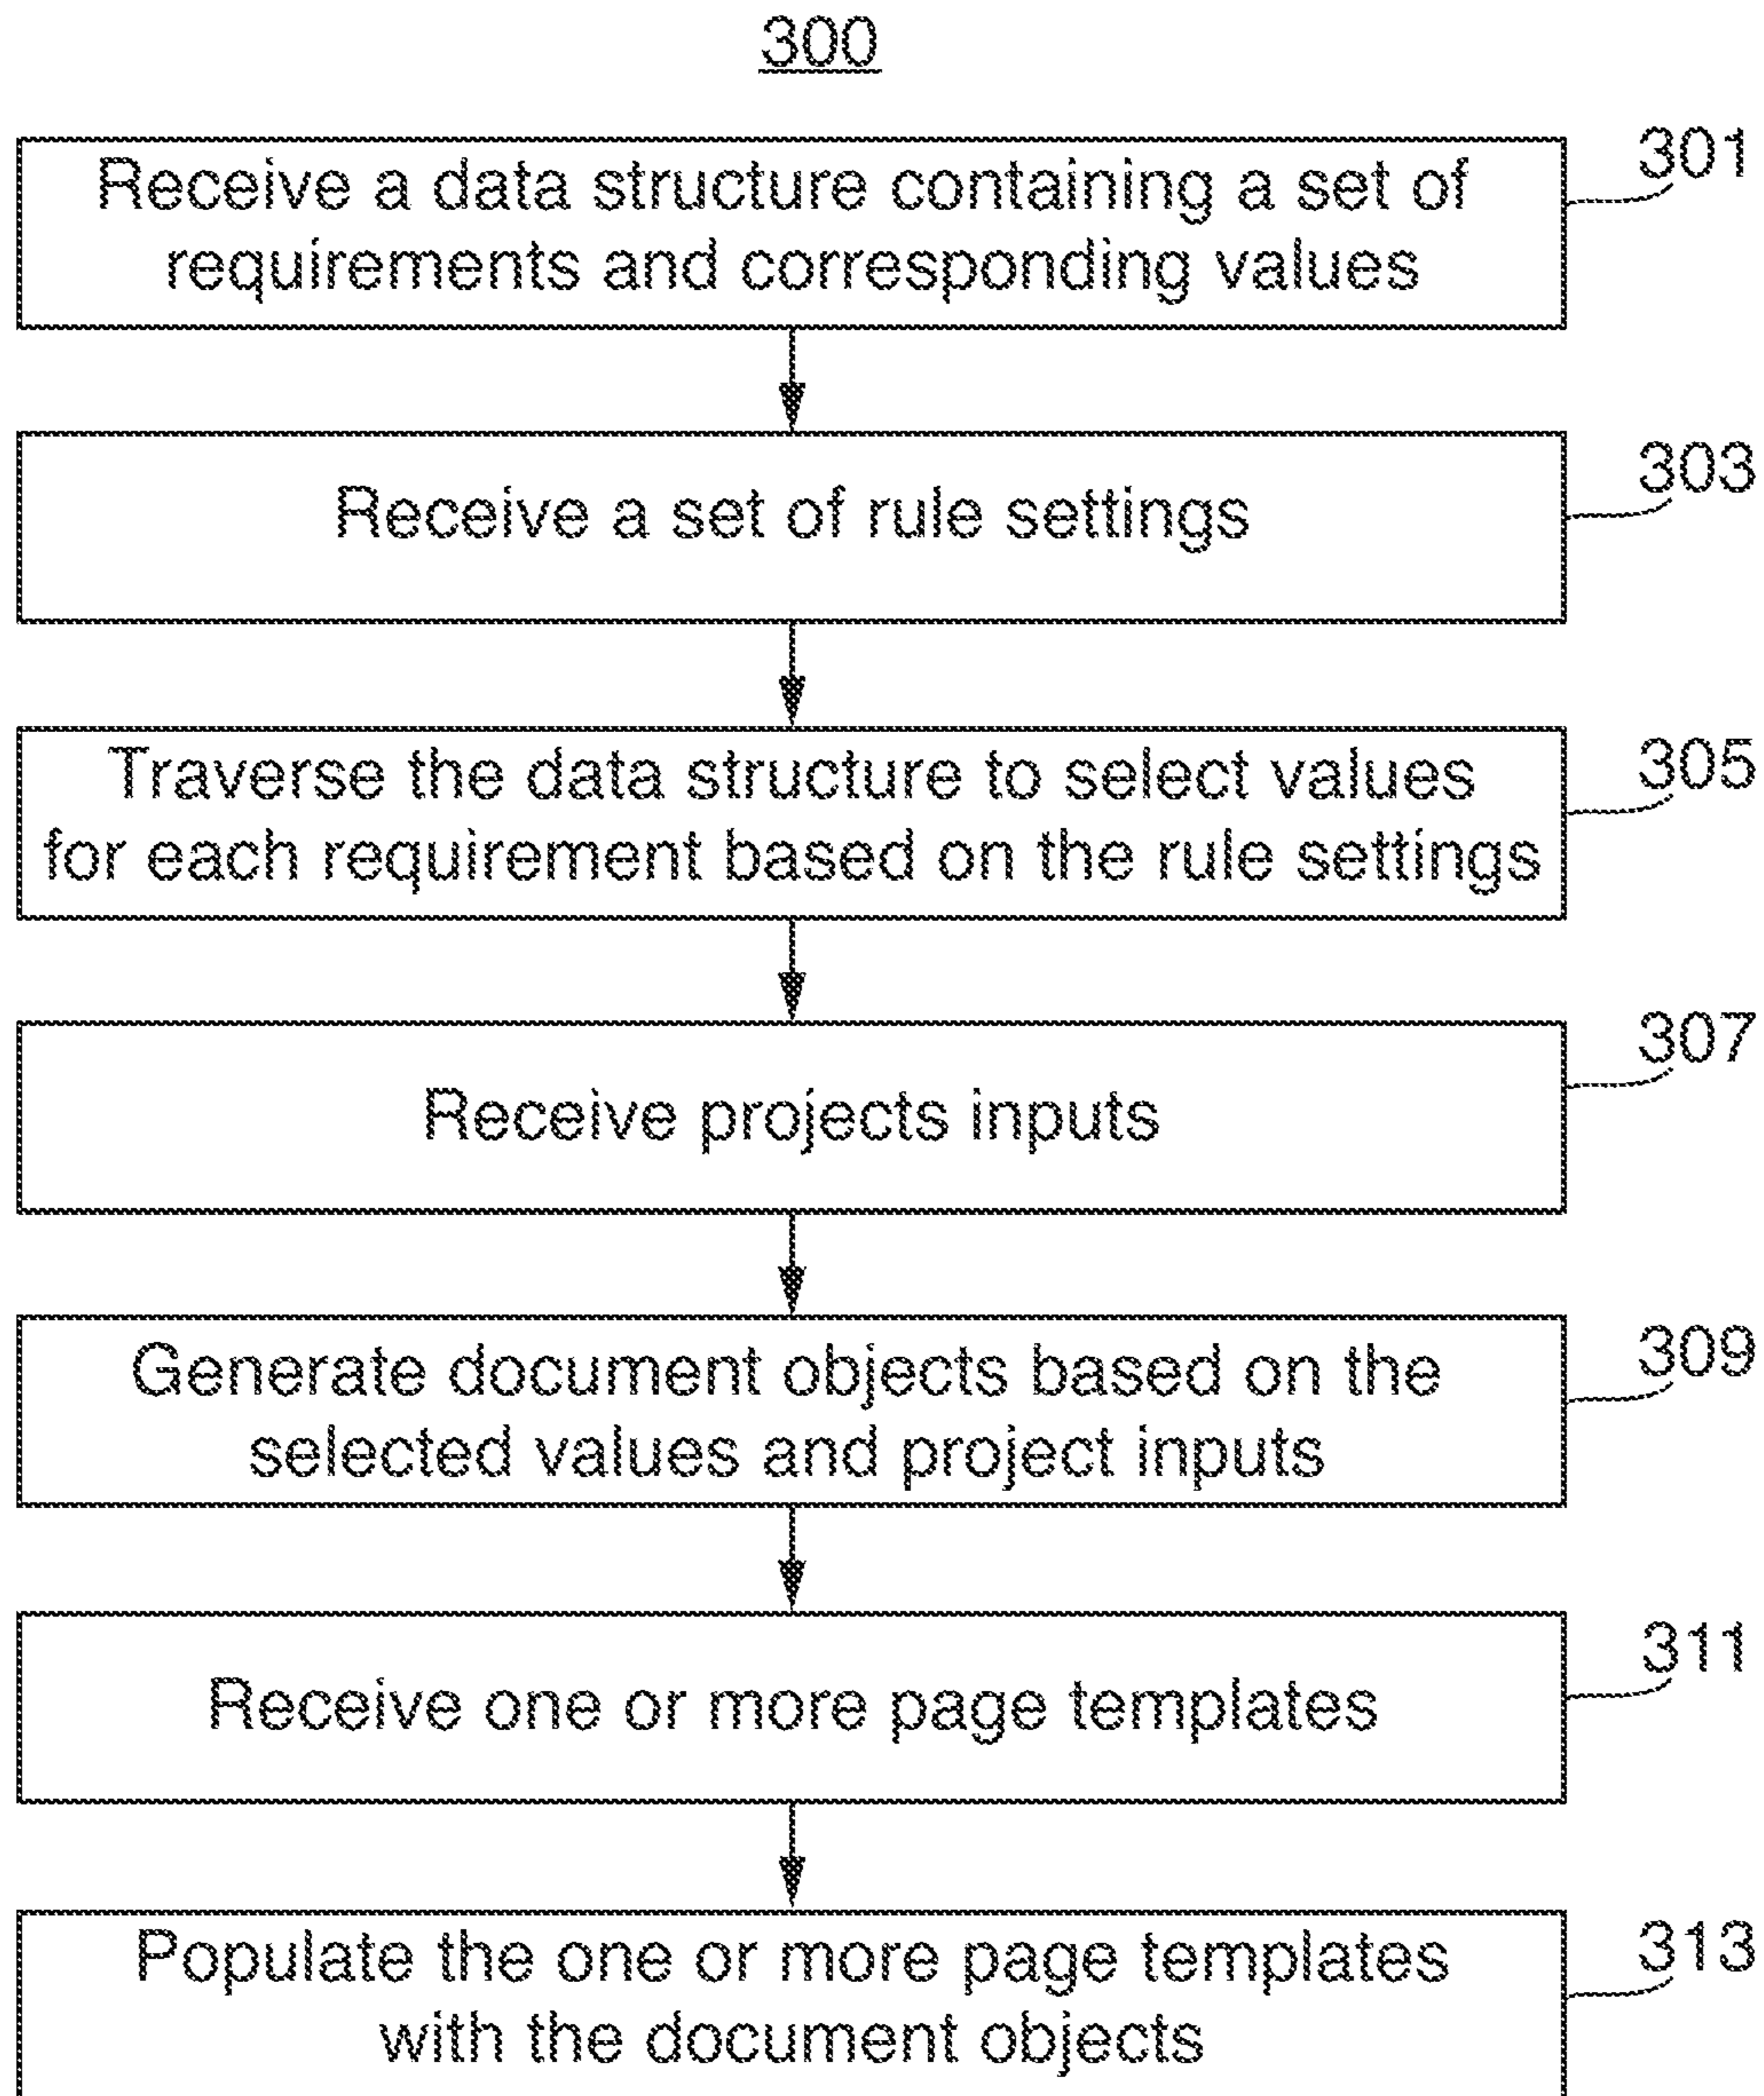 300
Receive a data structure containing a set of
requirements and corresponding values
301
Receive a set of rule settings
303
Traverse the data structure to select values
for each requirement based on the rule settings
305
Receive projects inputs
307
Generate document objects based on the
selected values and project inputs
309
Receive one or more page templates
311
Populate the one or more page templates
with the document objects
313